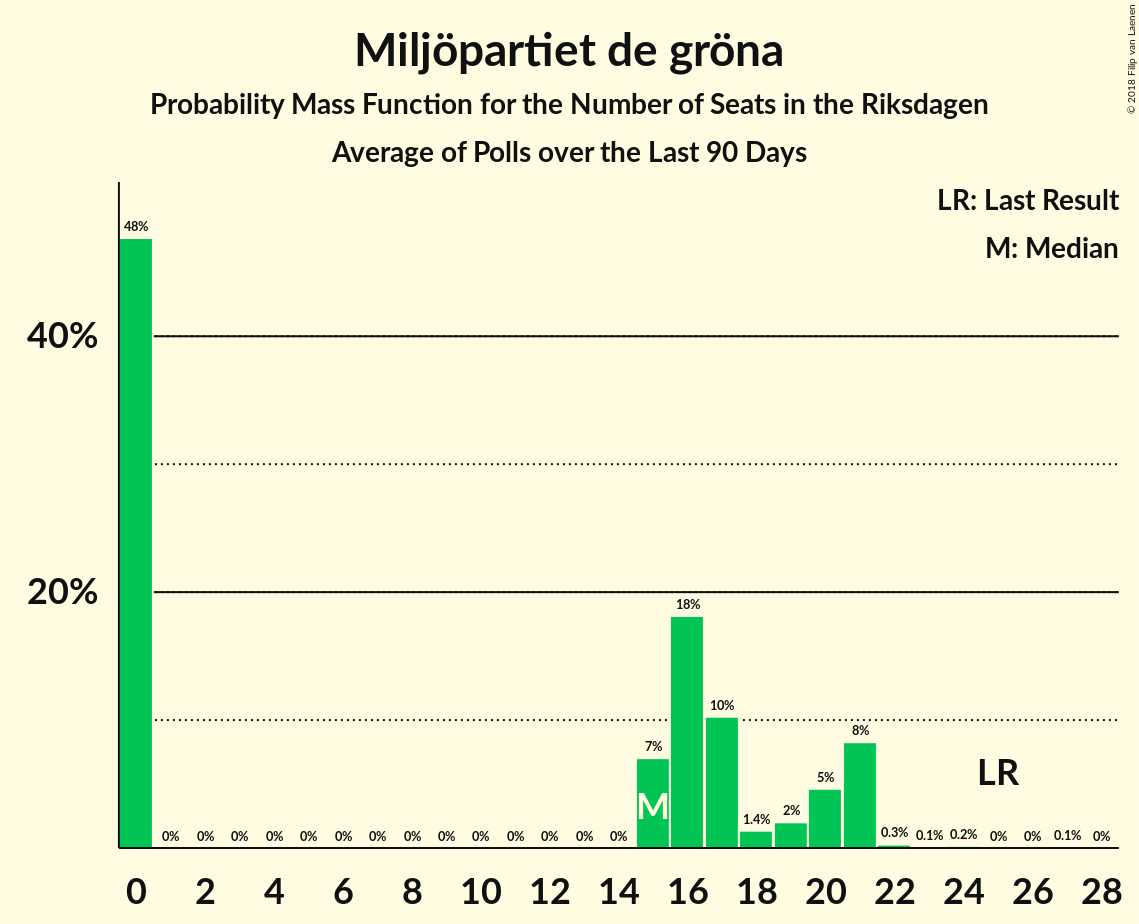 Miljöpartiet de gröna
Probability Mass Function for the Number of Seats in the Riksdagen
Average of Polls over the Last 90 Days
© 2018 Filip van Laenen
LR: Last Result
M: Median
48%
40%
20%
18%
10%
8%
7%
5%
2%
1.4%
0.3%
0.1%
0.2%
0%
0%
0.1%
0%
0% 0% 0% 0% 0% 0% 0% 0% 0% 0% 0% 0% 0% 0%
M
LR
0 2 4 6 8 10 12 14 16 18 20 22 24 26 28